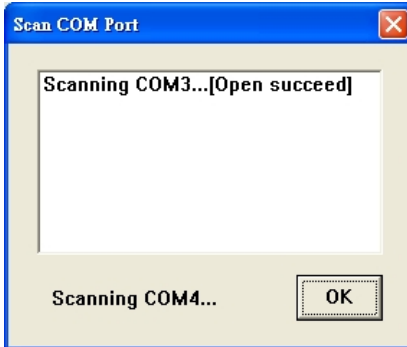 Scan COM Port
Scanning COM3...[Open succeed]
Scanning COM4...
OK